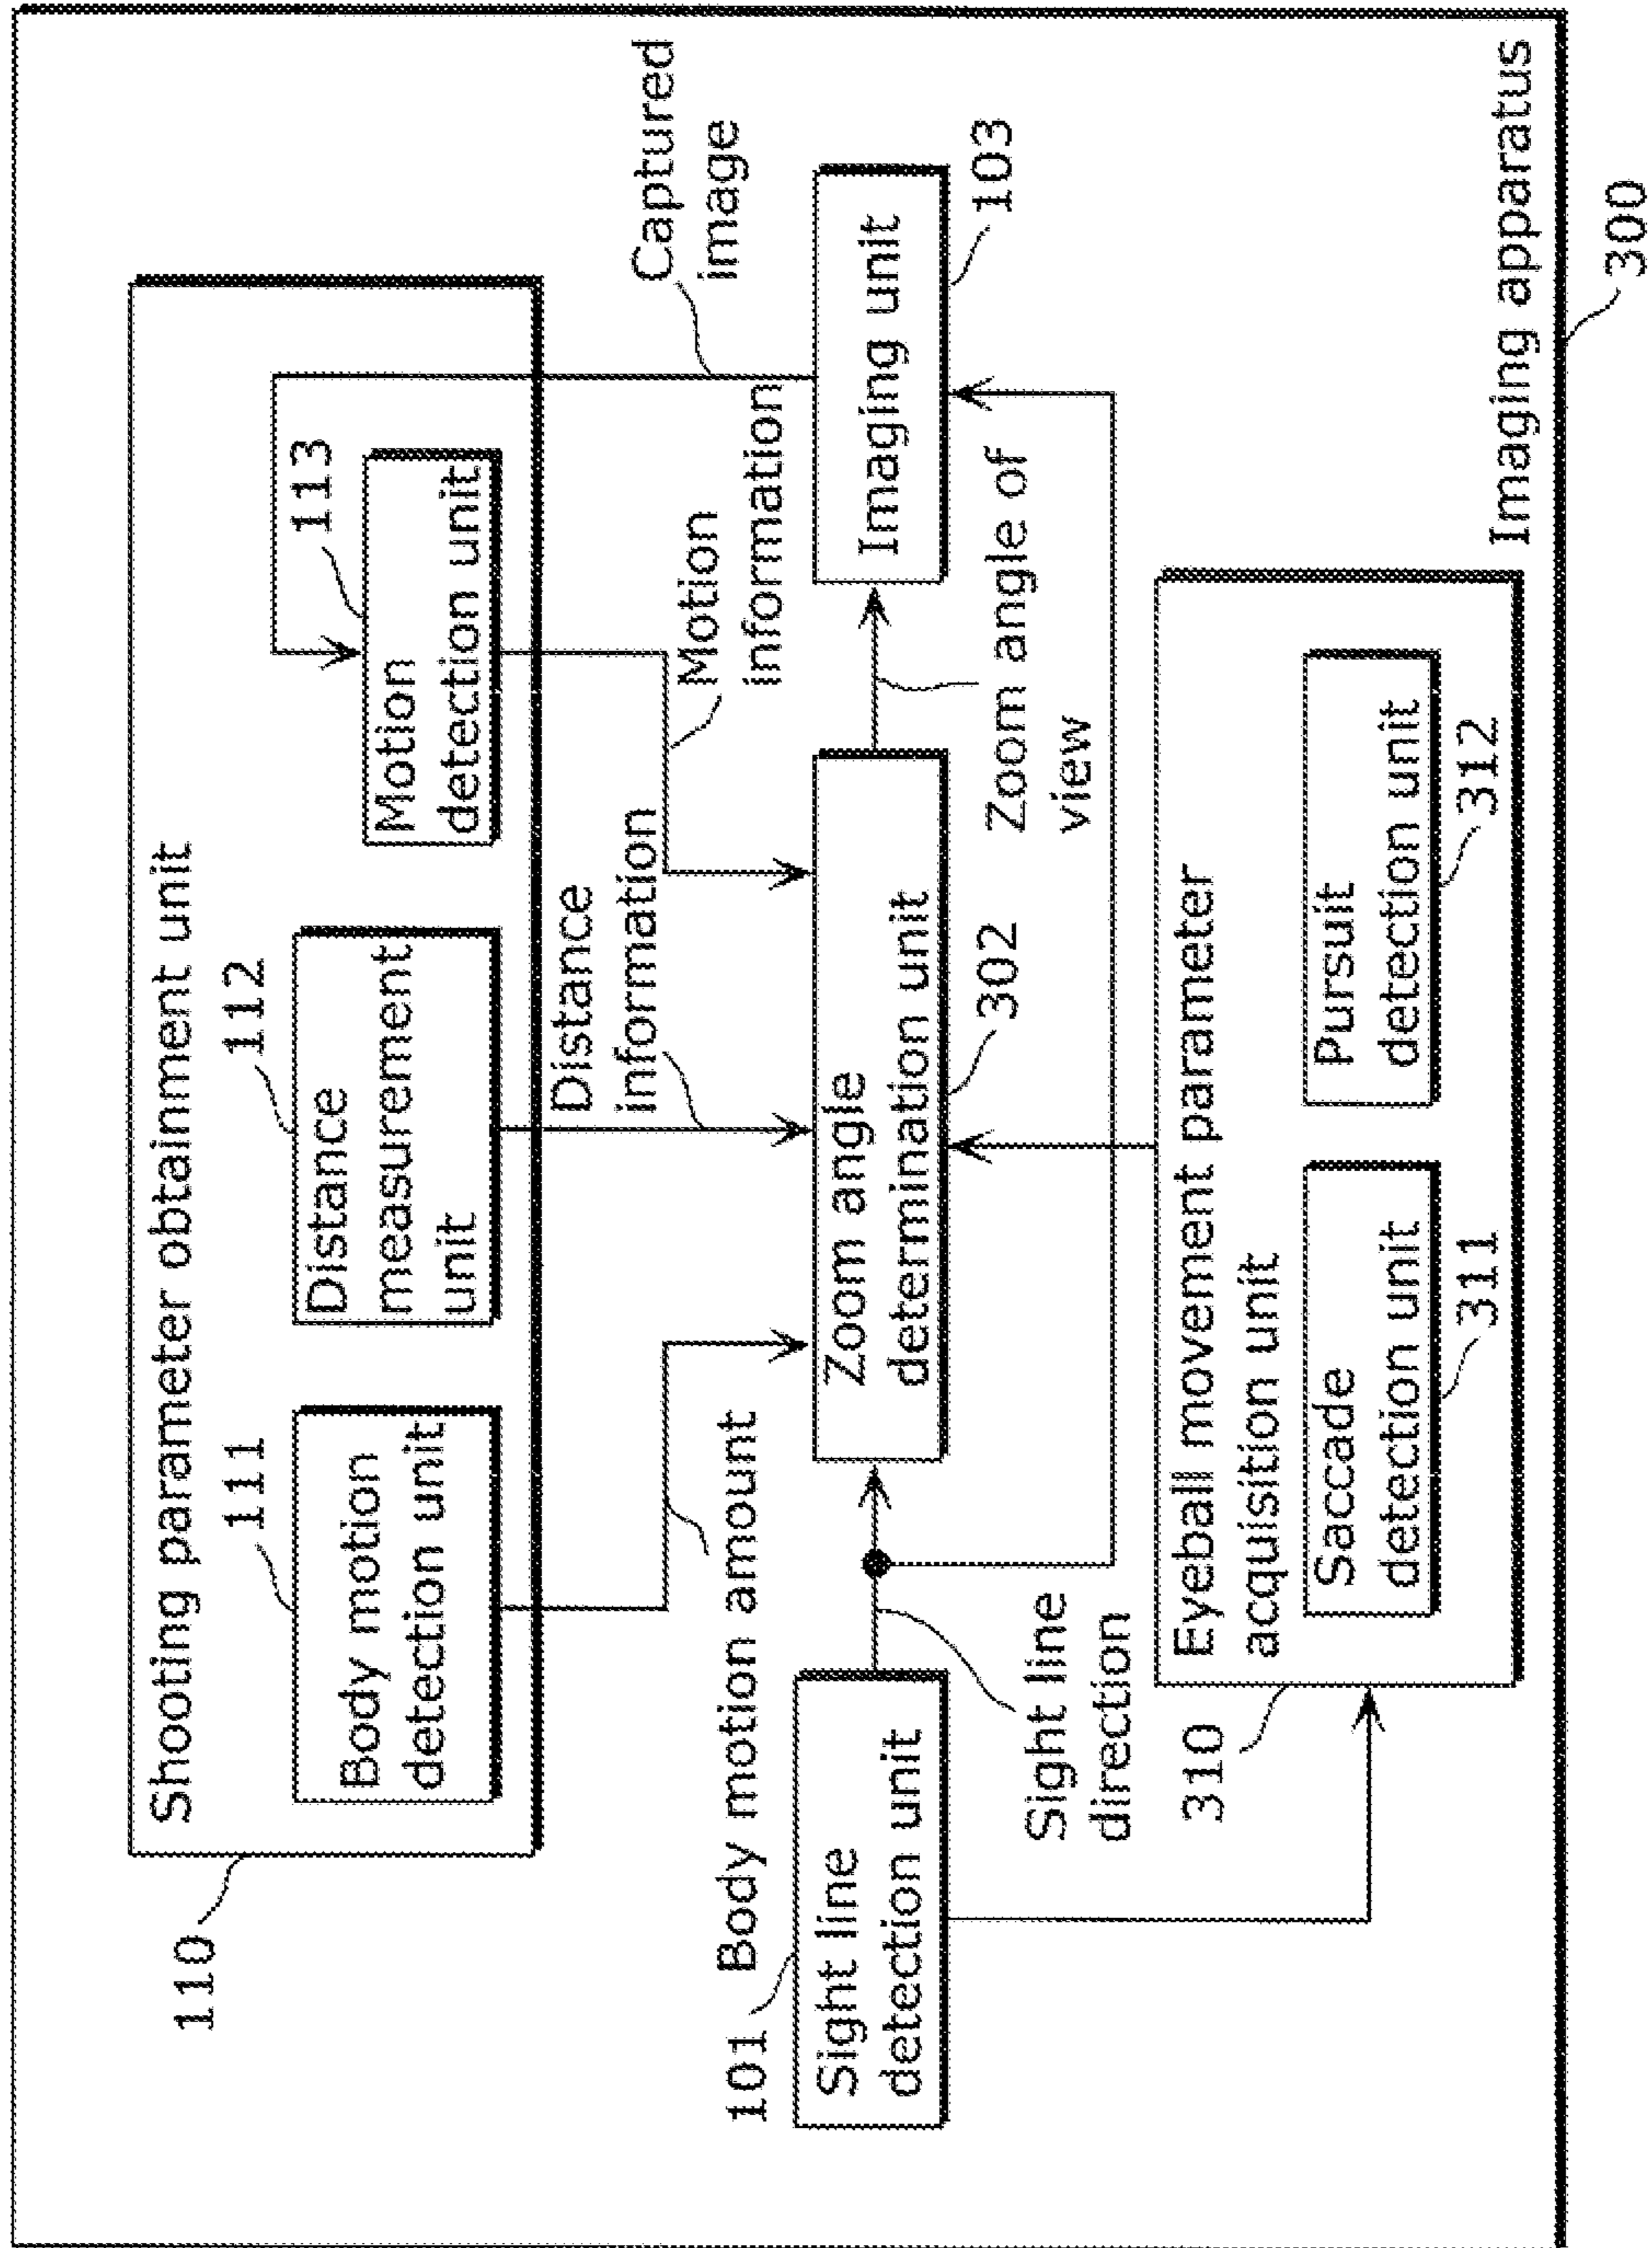 Shooting parameter obtainment unit
110
111
Body motion
detection unit
112
Distance
measurement
unit
113
Motion
detection unit
Captured
image
Body motion amount
Distance
information
Motion
information
101
Sight line
detection unit
Sight line
direction
Zoom angle
determination unit
302
Zoom angle of
view
Imaging unit
103
310
Eyeball movement parameter
acquisition unit
Saccade
detection unit
311
Pursuit
detection unit
312
Imaging apparatus
300